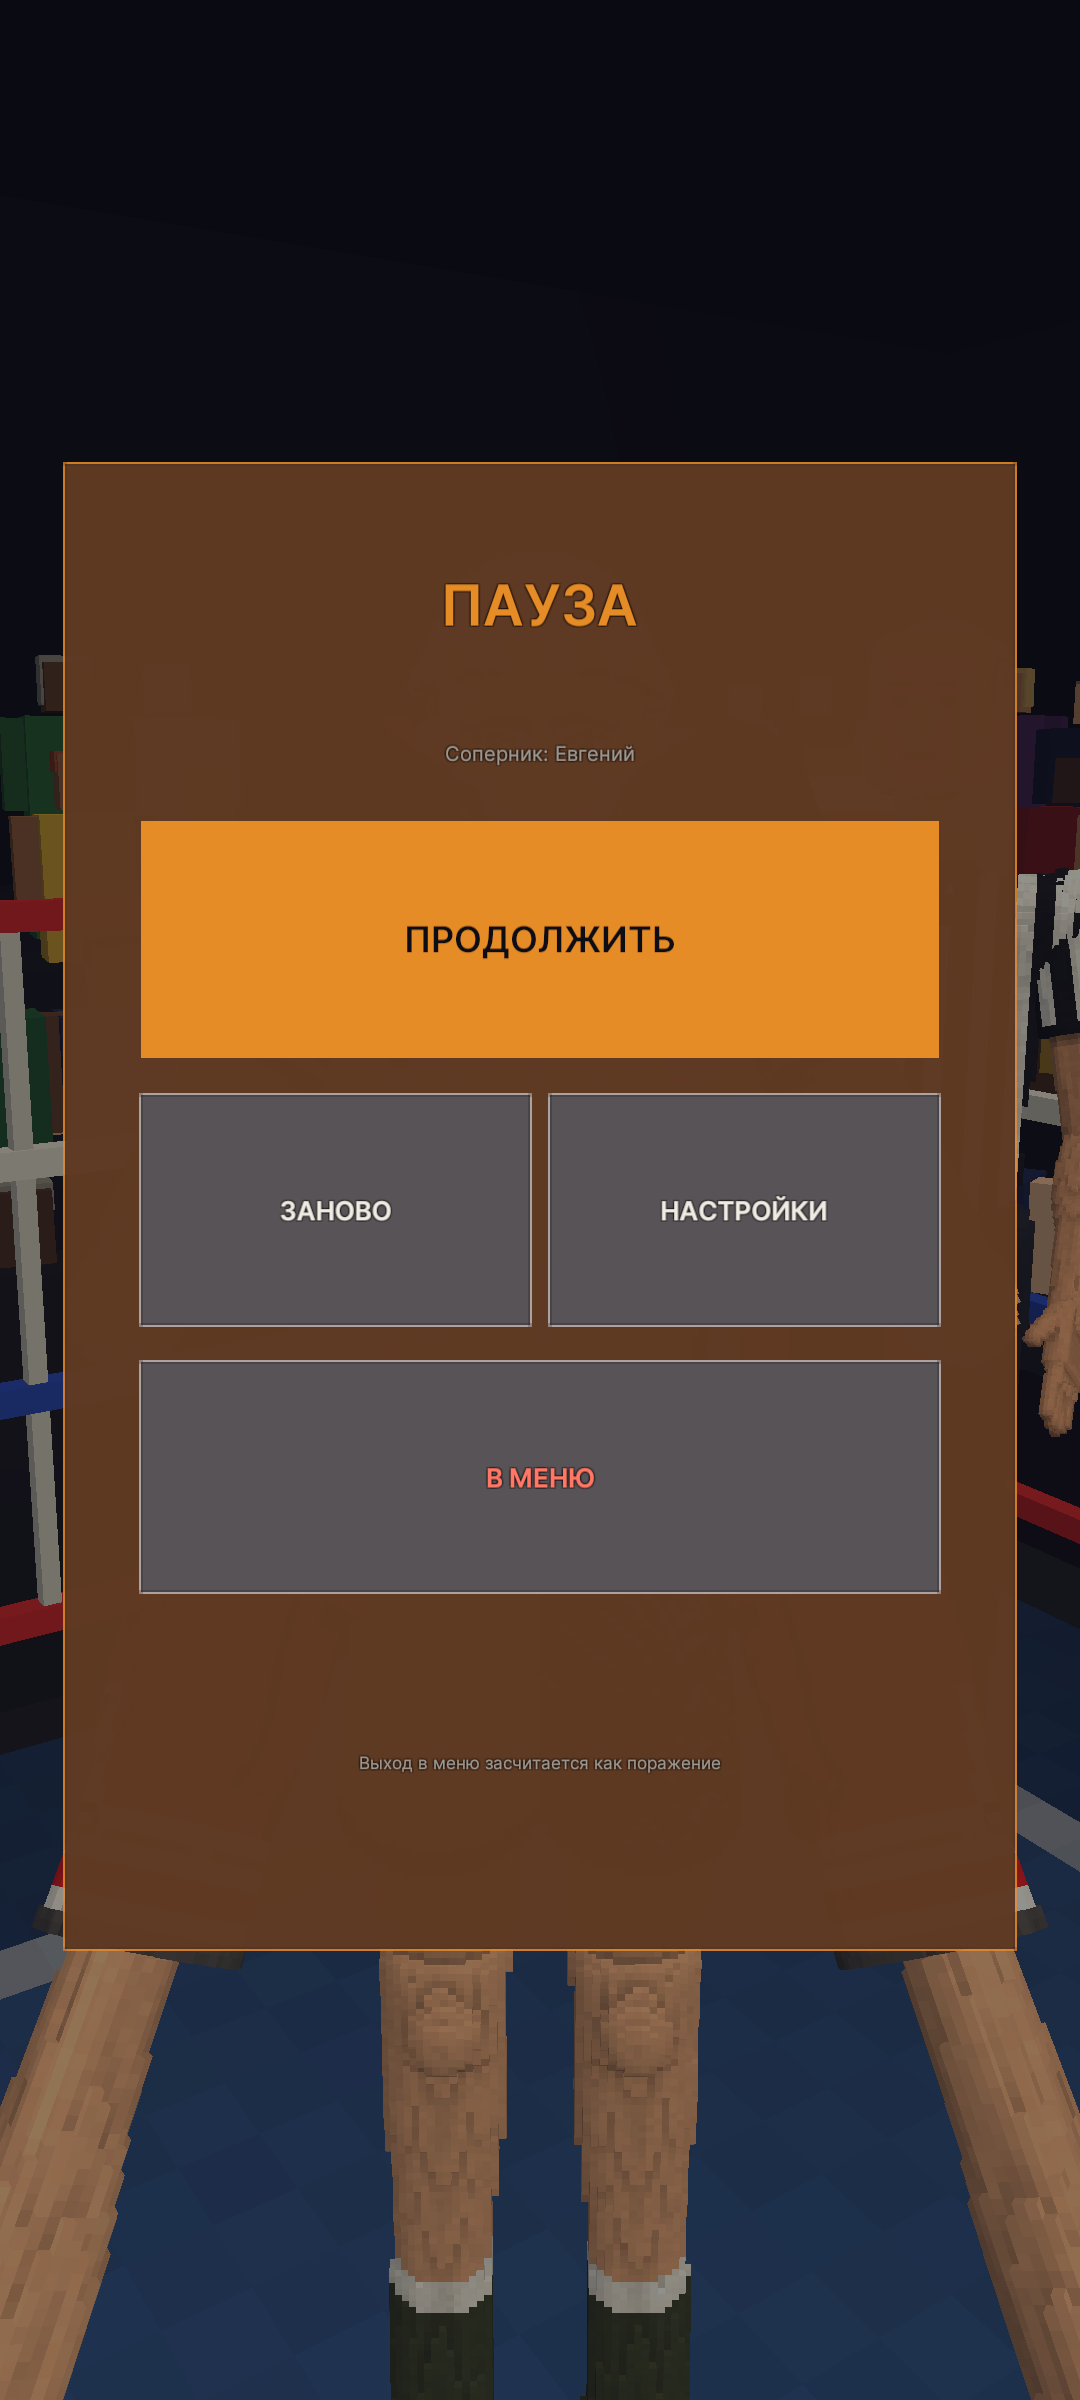 ПАУЗА
Соперник: Евгений
ПРОДОЛЖИТЬ
ЗАНОВО
НАСТРОЙКИ
В МЕНЮ
Выход в меню засчитается как поражение